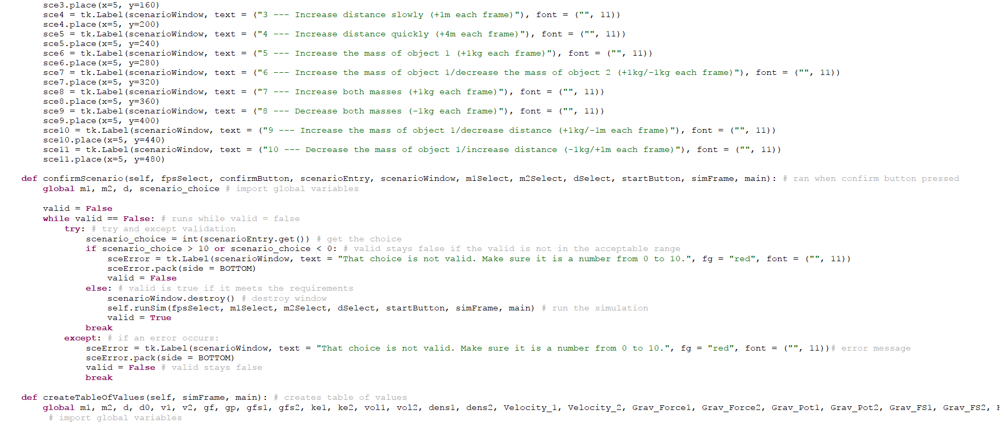 sce3.place(x=5, y=160)
sce4 = tk.Label(scenarioWindow, text = ("3 --- Increase distance slowly (+1m each frame)"), font = ("", 11))
sce4.place(x=5, y=200)
sce5 = tk.Label(scenarioWindow, text = ("4 --- Increase distance quickly (+4m each frame)"), font = ("", 11))
sce5.place(x=5, y=240)
sce6 = tk.Label(scenarioWindow, text = ("5 --- Increase the mass of object 1 (+1kg each frame)"), font = ("", 11))
sce6.place(x=5, y=280)
sce7 = tk.Label(scenarioWindow, text = ("6 --- Increase the mass of object 1/decrease the mass of object 2 (+1kg/-1kg each frame)"), font = ("", 11))
sce7.place(x=5, y=320)
sce8 = tk.Label(scenarioWindow, text = ("7 --- Increase both masses (+1kg each frame)"), font = ("", 11))
sce8.place(x=5, y=360)
sce9 = tk.Label(scenarioWindow, text = ("8 --- Decrease both masses (-1kg each frame)"), font = ("", 11))
sce9.place(x=5, y=400)
sce10 = tk.Label(scenarioWindow, text = ("9 --- Increase the mass of object 1/decrease distance (+1kg/-1m each frame)"), font = ("", 11))
sce10.place(x=5, y=440)
sce11 = tk.Label(scenarioWindow, text = ("10 --- Decrease the mass of object 1/increase distance (-1kg/+1m each frame)"), font = ("", 11))
sce11.place(x=5, y=480)
def confirmScenario(self, fpsSelect, confirmButton, scenarioEntry, scenarioWindow, m1Select, m2Select, dSelect, startButton, simFrame, main): # ran when confirm button pressed
global m1, m2, d, scenario_choice # import global variables
valid = False
while valid == False: # runs while valid = false
try: # try and except validation
scenario_choice = int(scenarioEntry.get()) # get the choice
if scenario_choice > 10 or scenario_choice < 0: # valid stays false if the valid is not in the acceptable range
sceError = tk.Label(scenarioWindow, text = "That choice is not valid. Make sure it is a number from 0 to 10.", fg = "red", font = ("", 11))
sceError.pack(side = BOTTOM)
valid = False
else: # valid is true if it meets the requirements
scenarioWindow.destroy() # destroy window
self.runSim(fpsSelect, m1Select, m2Select, dSelect, startButton, simFrame, main) # run the simulation
valid = True
break
except: # if an error occurs:
sceError = tk.Label(scenarioWindow, text = "That choice is not valid. Make sure it is a number from 0 to 10.", fg = "red", font = ("", 11))# error message
sceError.pack(side = BOTTOM)
valid = False # valid stays false
break
def createTableOfValues(self, simFrame, main): # creates table of values
global m1, m2, d, d0, v1, v2, gf, gp, gfs1, gfs2, ke1, ke2, vol1, vol2, dens1, dens2, Velocity_1, Velocity_2, Grav_Force1, Grav_Force2, Grav_Pot1, Grav_Pot2, Grav_FS1, Grav_FS2,
# import global variables